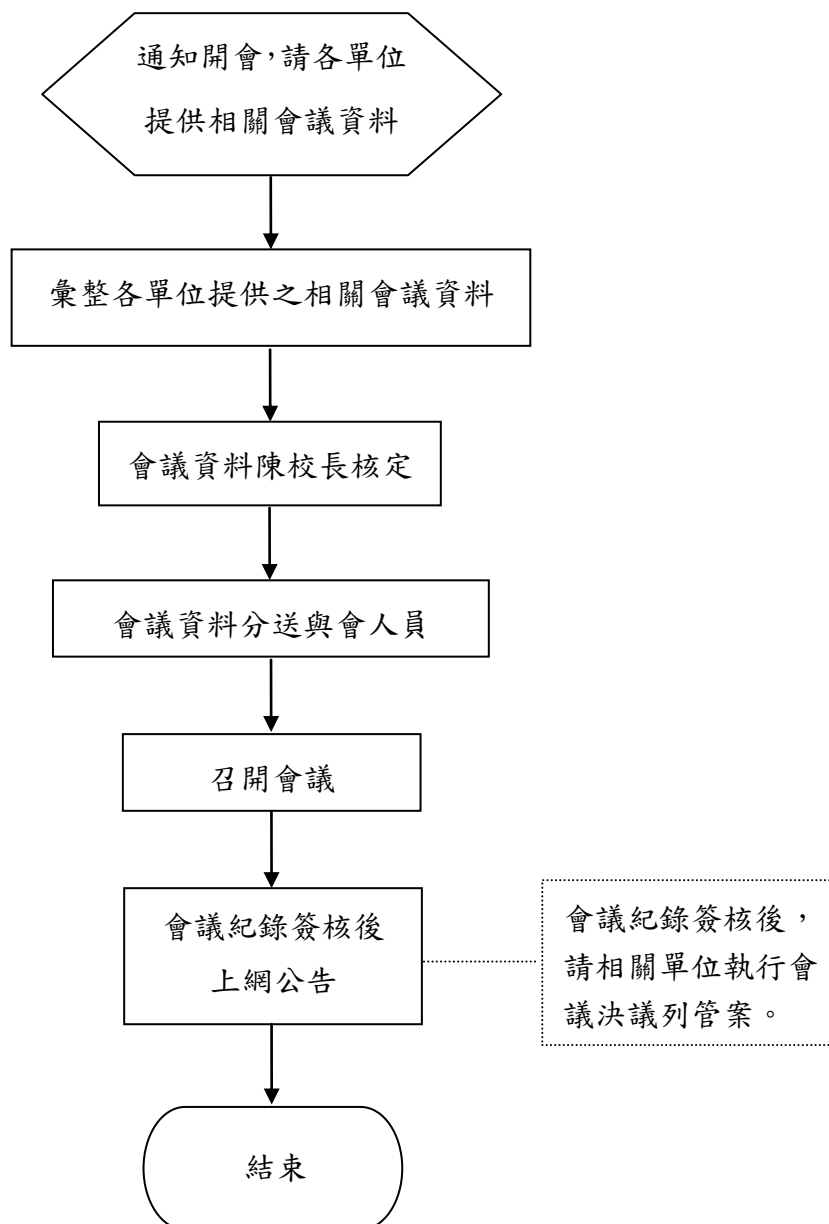 通知開會，請各單位
提供相關會議資料
彙整各單位提供之相關會議資料
會議資料陳校長核定
會議資料分送與會人員
召開會議
會議紀錄簽核後
上網公告
會議紀錄簽核後，
請相關單位執行會
議決議列管案。
結束